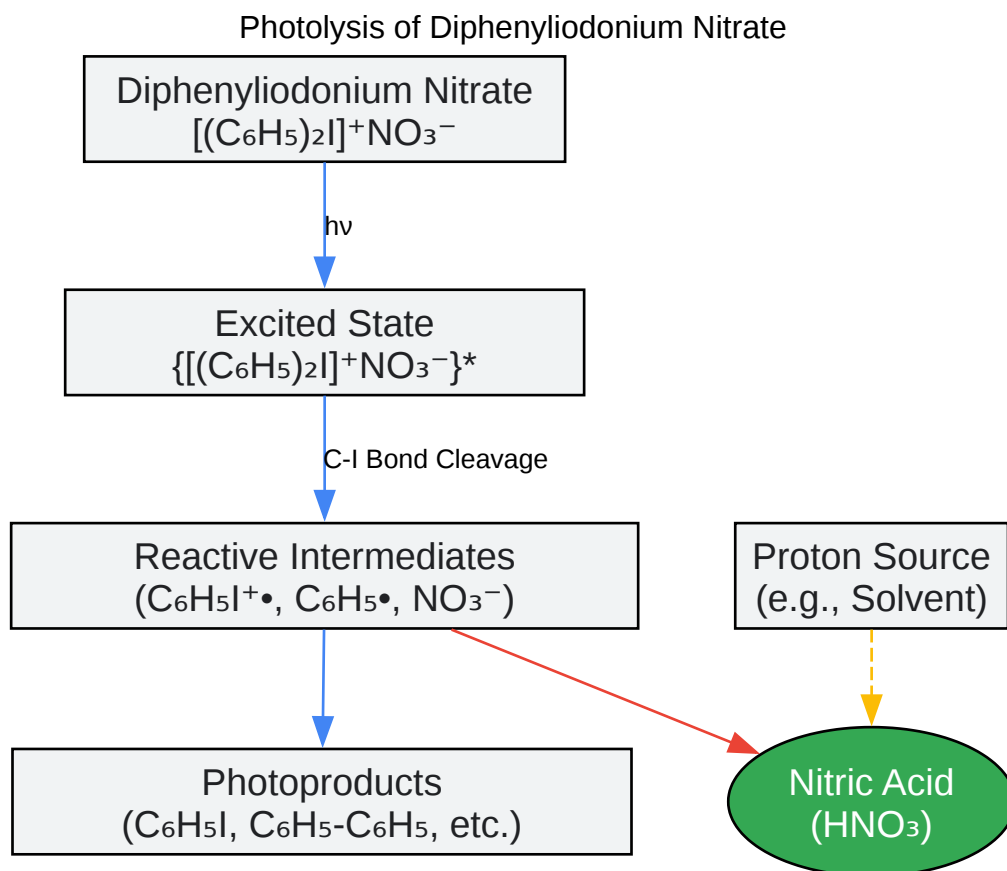 Photolysis of Diphenyliodonium Nitrate
Diphenyliodonium Nitrate
[(C₆H₅)₂I]⁺NO₃⁻
hν
Excited State
{[(C₆H₅)₂I]⁺NO₃⁻}*
C-I Bond Cleavage
Reactive Intermediates
(C₆H₅I⁺•, C₆H₅•, NO₃⁻)
Proton Source
(e.g., Solvent)
Photoproducts
(C₆H₅I, C₆H₅-C₆H₅, etc.)
Nitric Acid
(HNO₃)